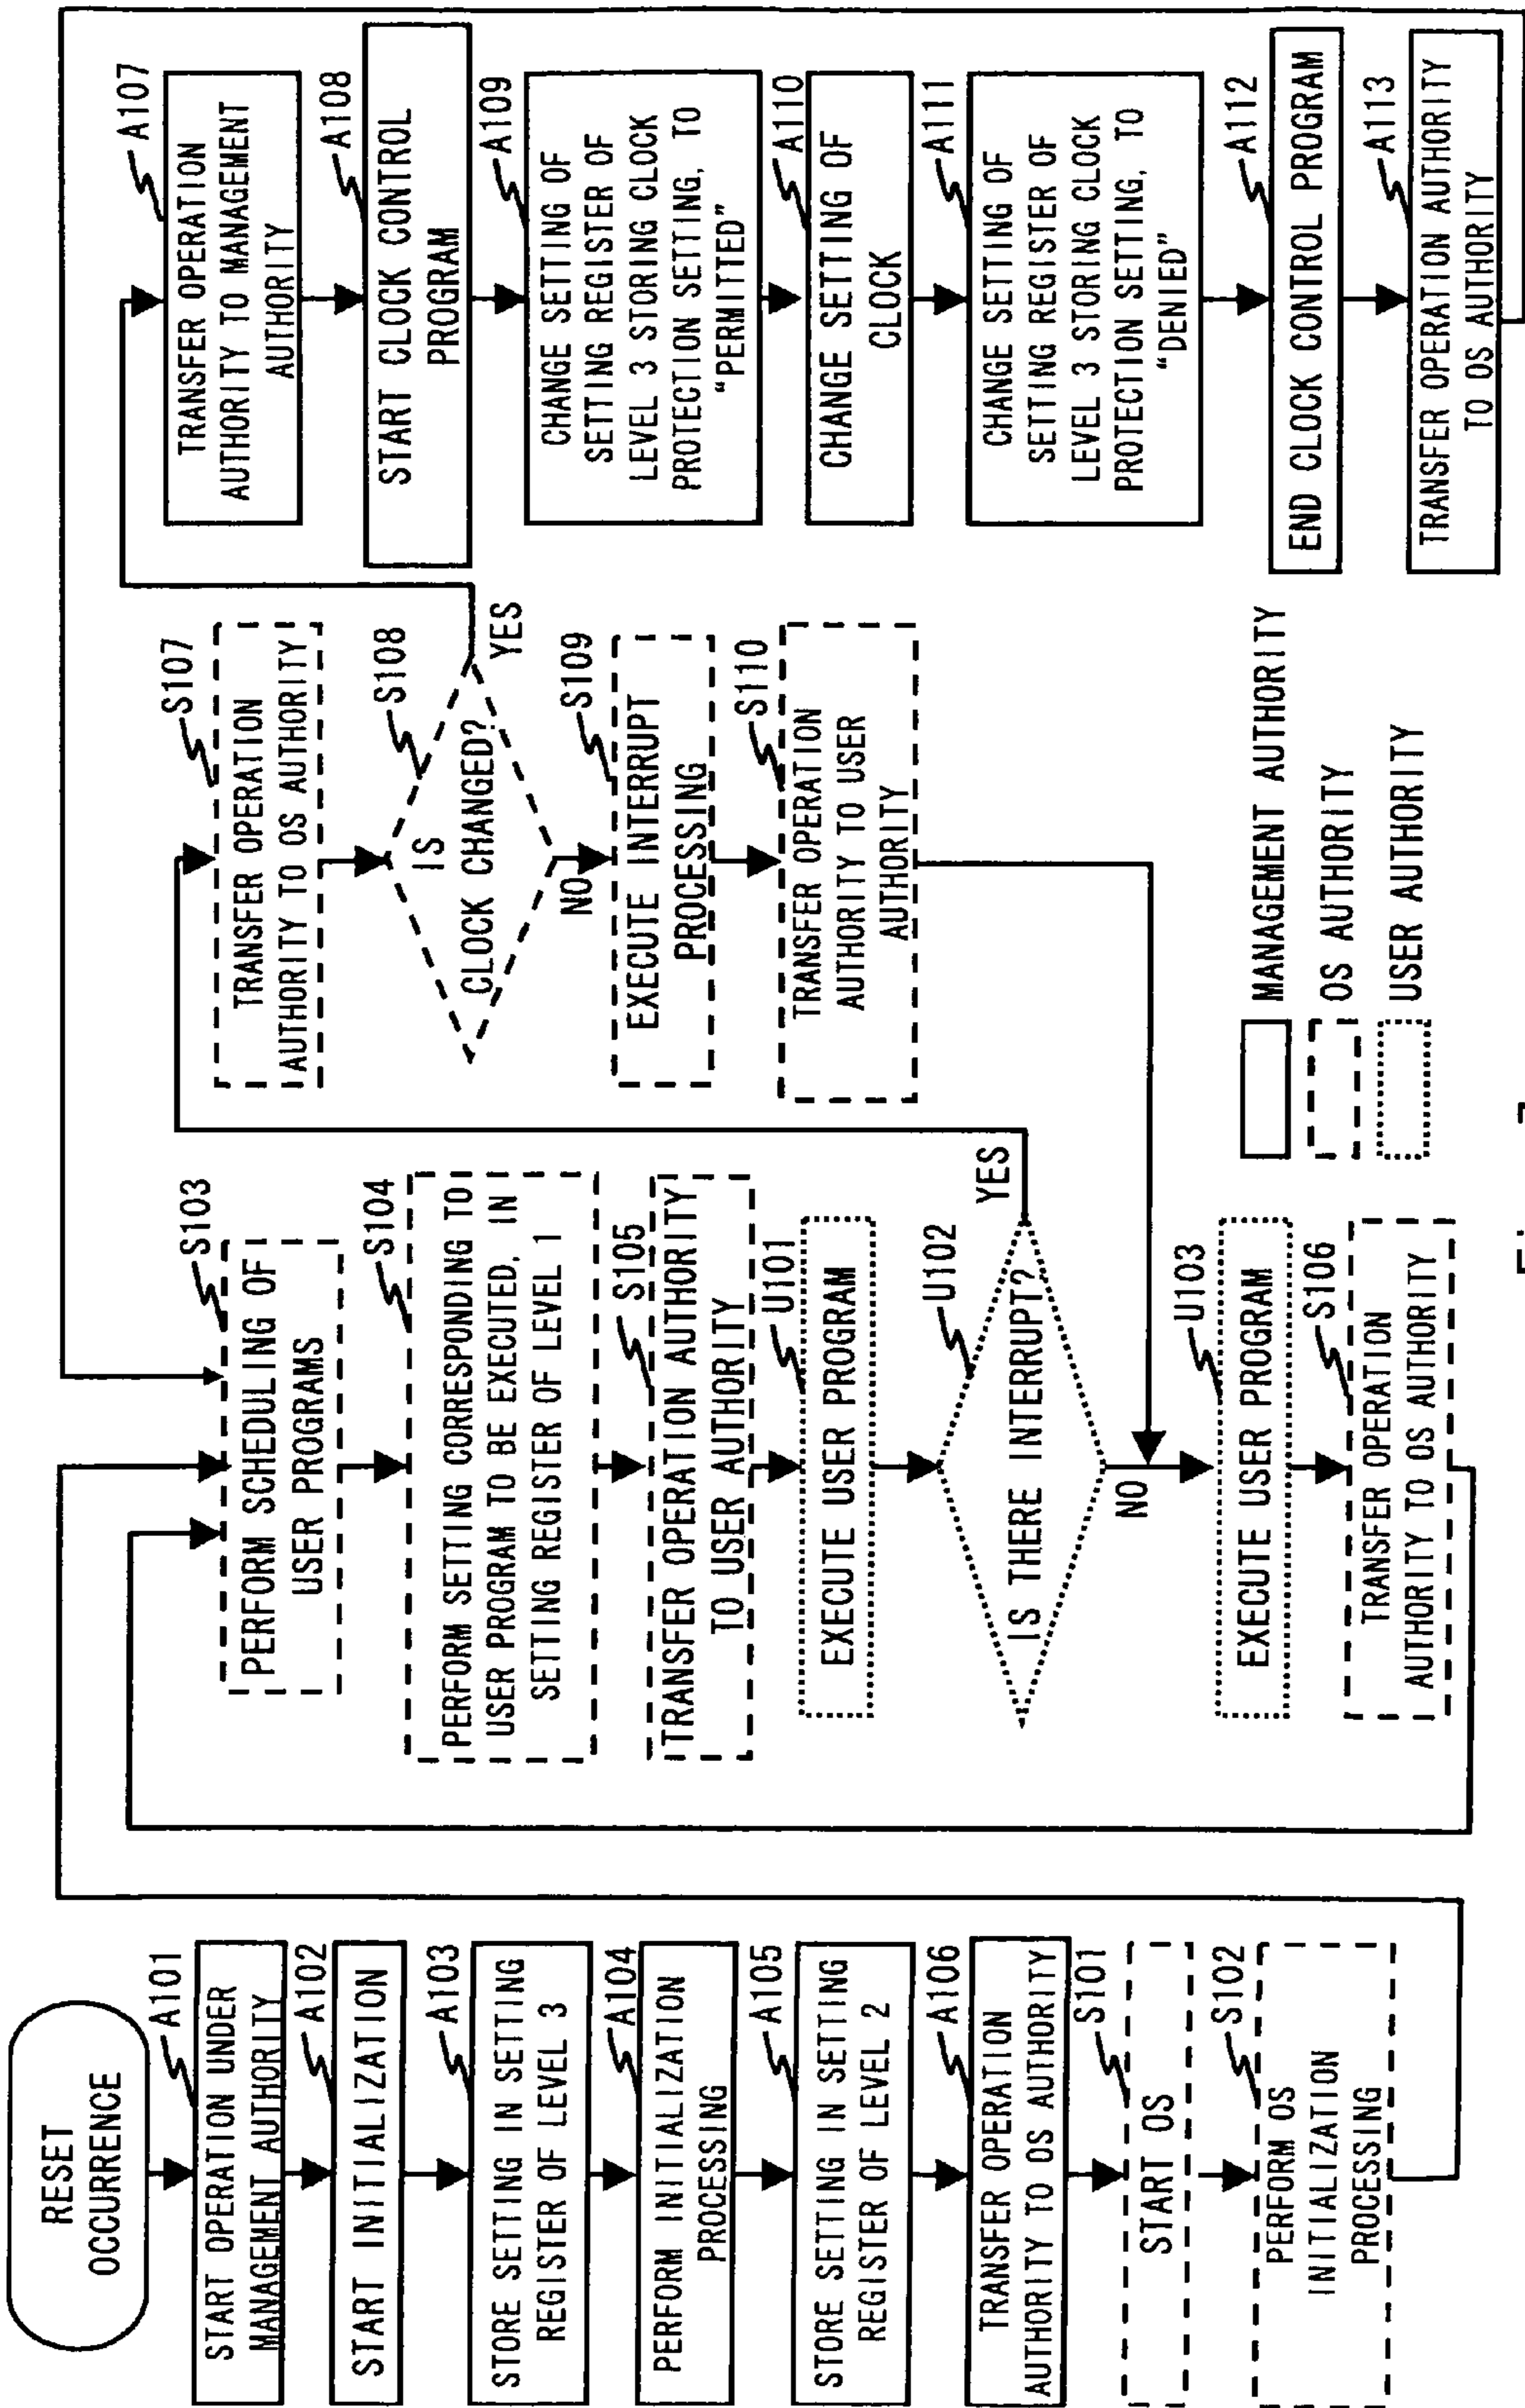 RESET
OCCURRENCE
A101
START OPERATION UNDER
MANAGEMENT AUTHORITY
A102
START INITIALIZATION
A103
STORE SETTING IN SETTING
REGISTER OF LEVEL 3
A104
PERFORM INITIALIZATION
PROCESSING
A105
STORE SETTING IN SETTING
REGISTER OF LEVEL 2
A106
TRANSFER OPERATION
AUTHORITY TO OS AUTHORITY
S101
START OS
S102
PERFORM OS
INITIALIZATION
PROCESSING
S103
PERFORM SCHEDULING OF
USER PROGRAMS
S104
PERFORM SETTING CORRESPONDING TO
USER PROGRAM TO BE EXECUTED, IN
SETTING REGISTER OF LEVEL 1
S105
TRANSFER OPERATION AUTHORITY
TO USER AUTHORITY
U101
EXECUTE USER PROGRAM
U102
IS THERE INTERRUPT?
YES
NO
U103
EXECUTE USER PROGRAM
S106
TRANSFER OPERATION
AUTHORITY TO OS AUTHORITY
S107
TRANSFER OPERATION
AUTHORITY TO OS AUTHORITY
S108
IS
CLOCK CHANGED?
YES
NO
S109
EXECUTE INTERRUPT
PROCESSING
S110
TRANSFER OPERATION
AUTHORITY TO USER
AUTHORITY
A107
TRANSFER OPERATION
AUTHORITY TO MANAGEMENT
AUTHORITY
A108
START CLOCK CONTROL
PROGRAM
A109
CHANGE SETTING OF
SETTING REGISTER OF
LEVEL 3 STORING CLOCK
PROTECTION SETTING, TO
“PERMITTED”
A110
CHANGE SETTING OF
CLOCK
A111
CHANGE SETTING OF
SETTING REGISTER OF
LEVEL 3 STORING CLOCK
PROTECTION SETTING, TO
“DENIED”
A112
END CLOCK CONTROL PROGRAM
A113
TRANSFER OPERATION AUTHORITY
TO OS AUTHORITY
MANAGEMENT AUTHORITY
OS AUTHORITY
USER AUTHORITY